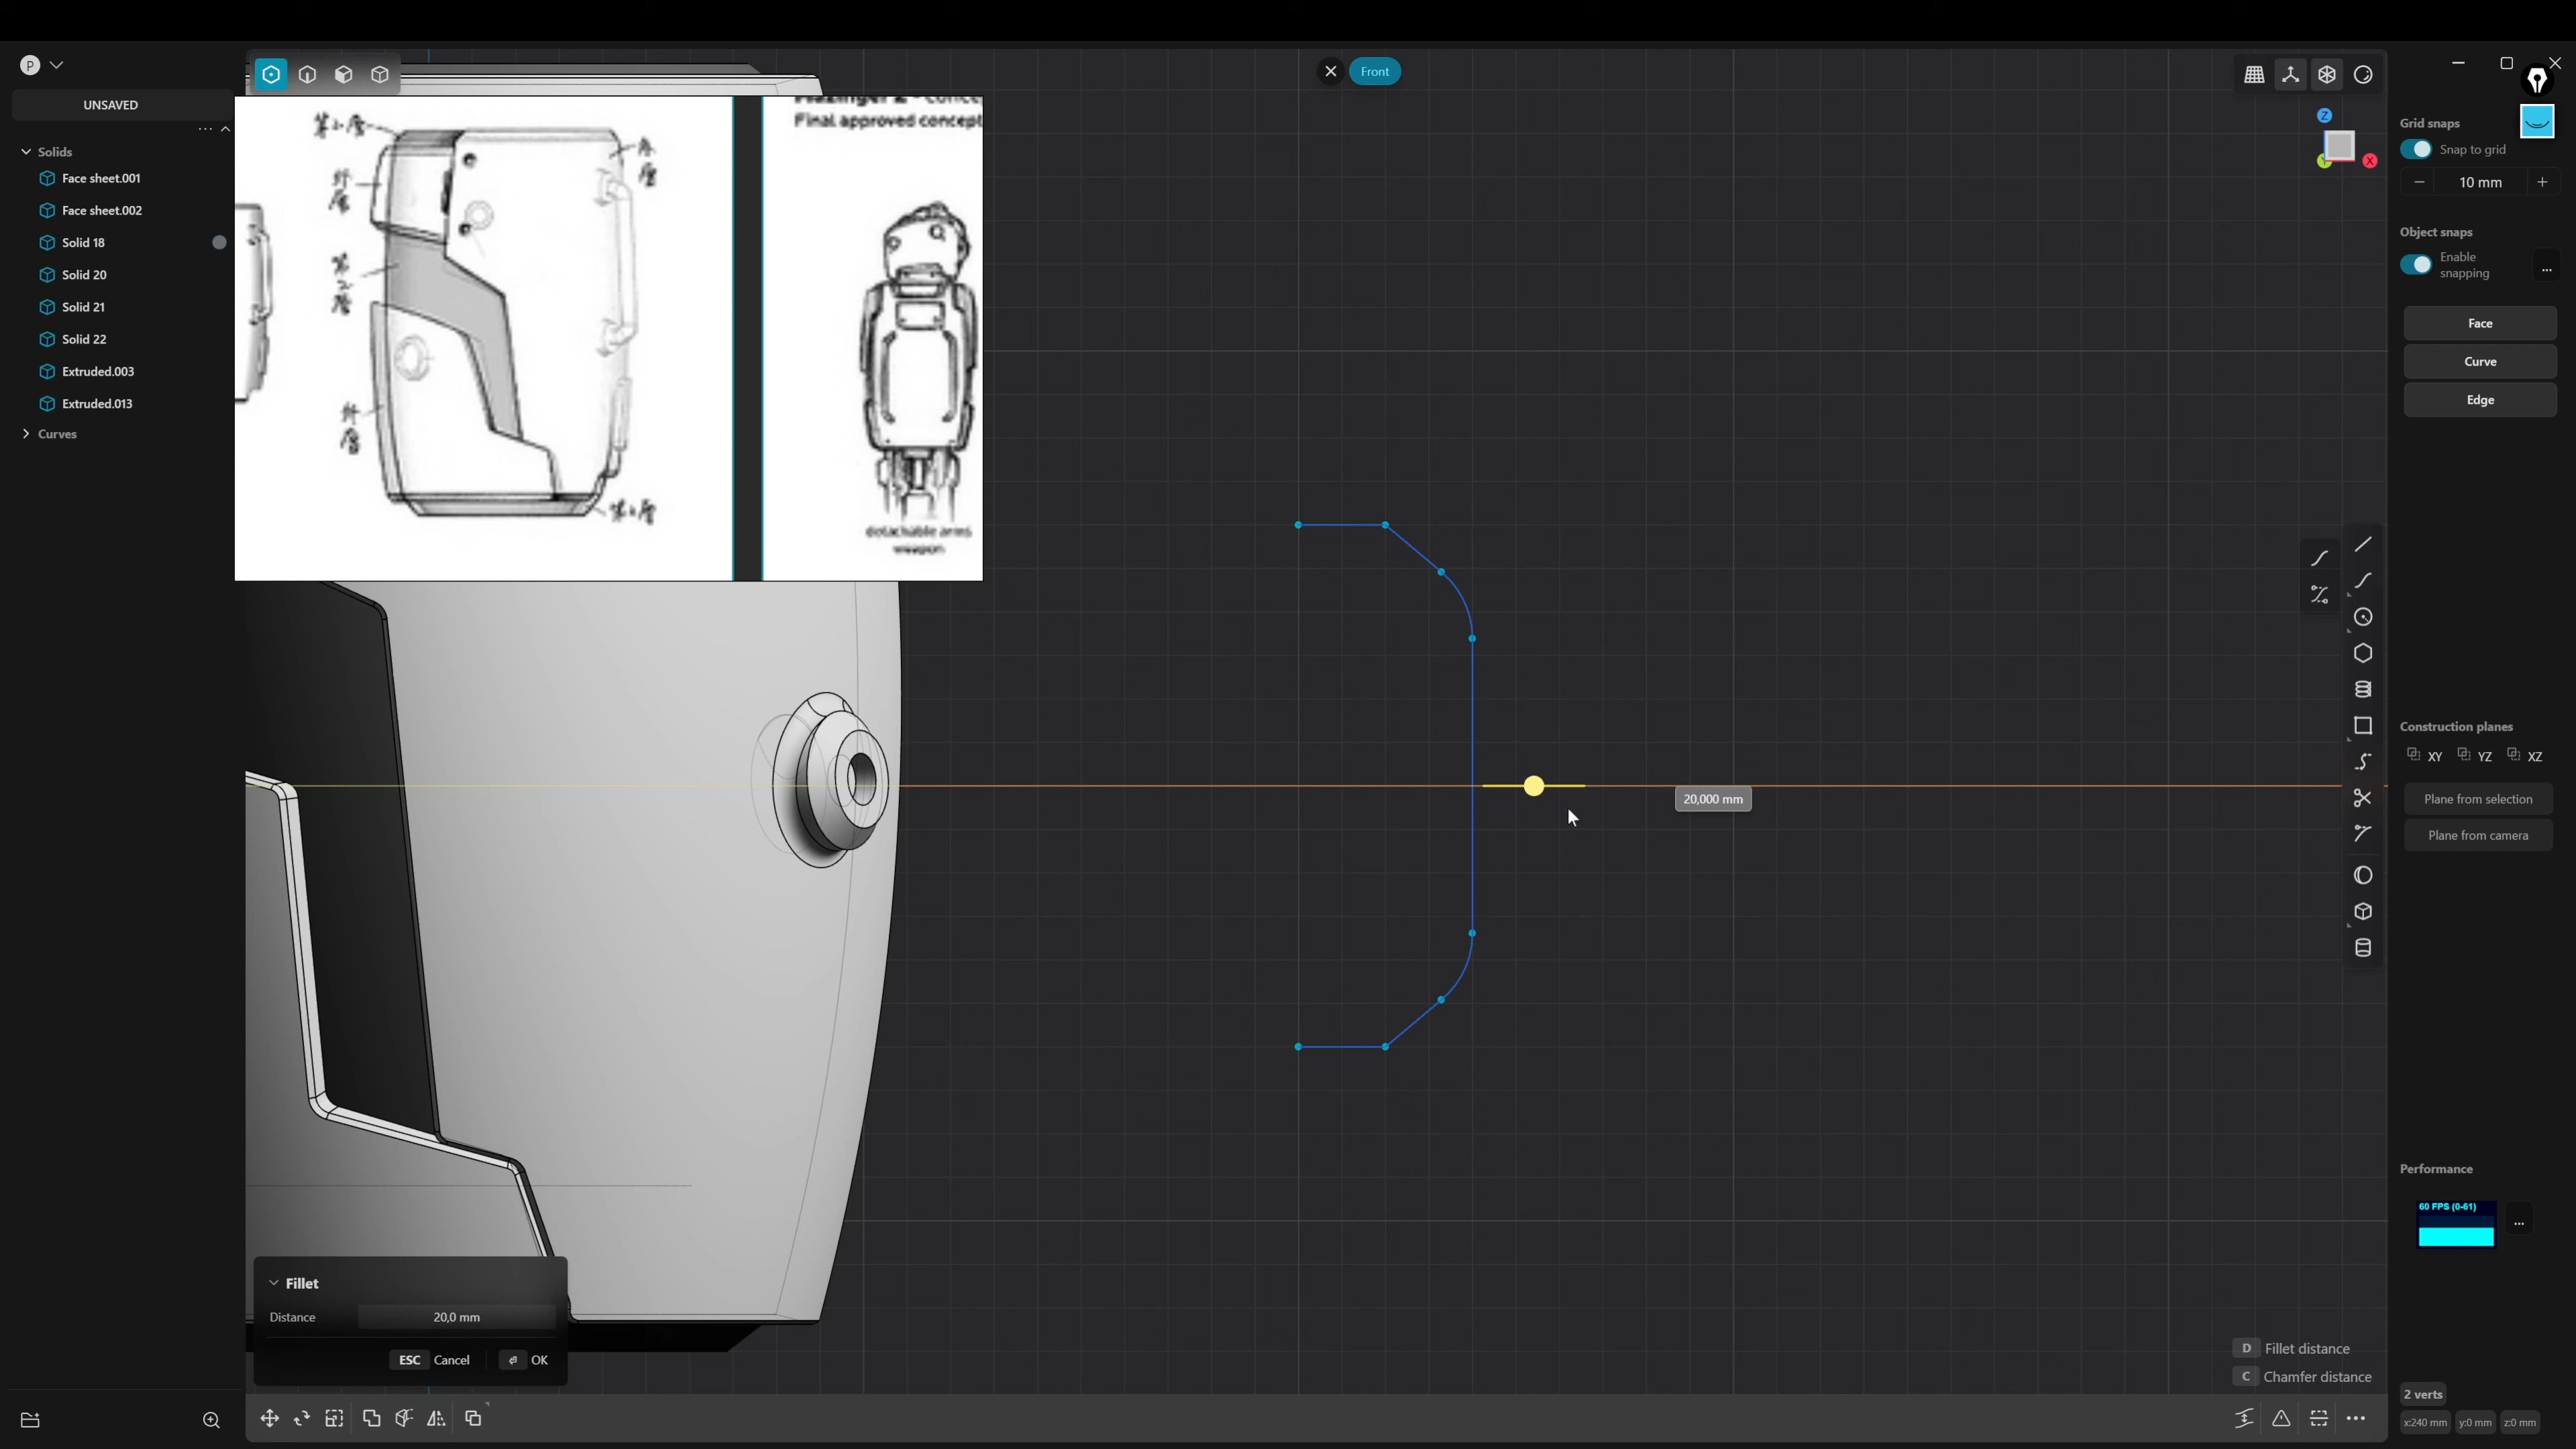 P
Front
UNSAVED
Solids
Face sheet.001
Face sheet.002
Solid 18
Solid 20
Solid 21
Solid 22
Extruded.003
Extruded.013
Curves
Final approved concept
detachable arms
weapon
Z
X
Y
20,000 mm
Grid snaps
Snap to grid
10 mm
Object snaps
Enable
snapping
Face
Curve
Edge
Construction planes
XY YZ XZ
Plane from selection
Plane from camera
Performance
60 FPS (0-61)
Fillet
Distance 20,0 mm
ESC Cancel OK
D Fillet distance
C Chamfer distance
2 verts
x:240 mm y:0 mm z:0 mm